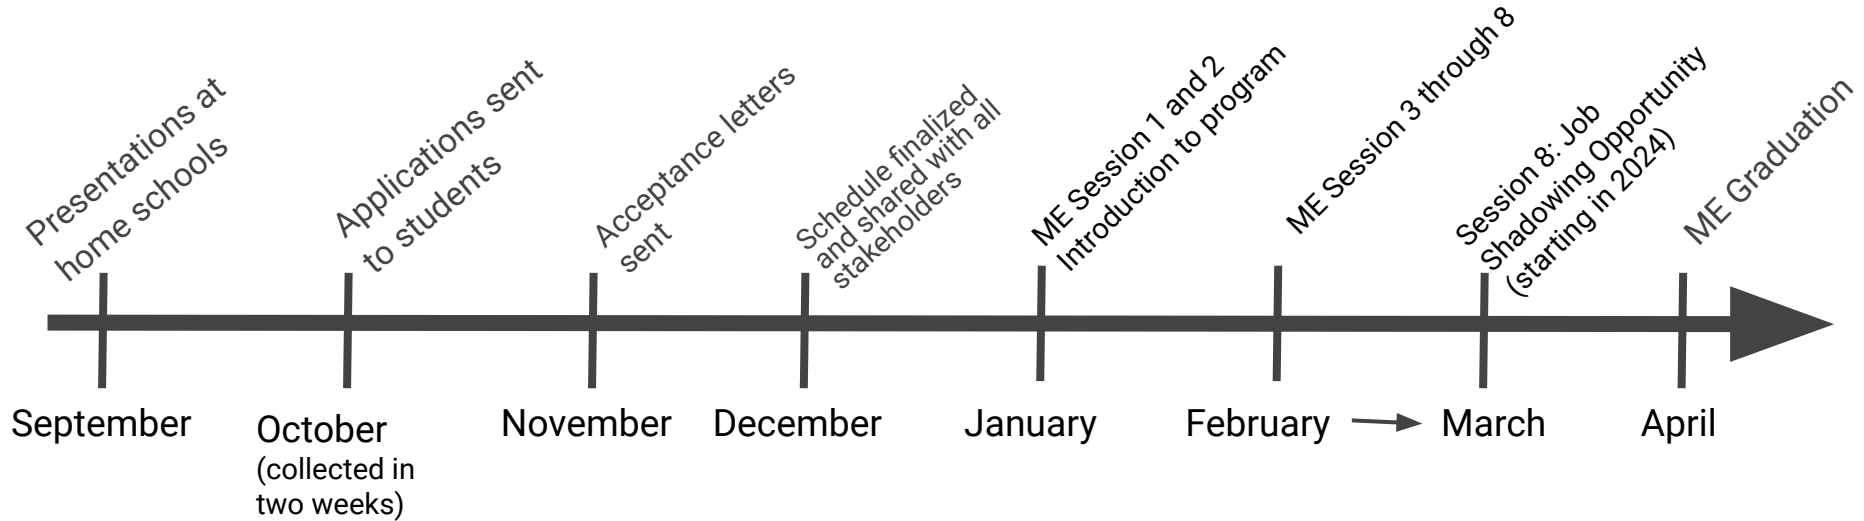 Presentations at
home schools
Applications sent
to students
Acceptance letters
sent
Schedule finalized
and shared with all
stakeholders
ME Session 1 and 2
Introduction to program
ME Session 3 through 8
Session 8: Job
Shadowing Opportunity
(starting in 2024)
ME Graduation
September
October
(collected in
two weeks)
November
December
January
February
March
April